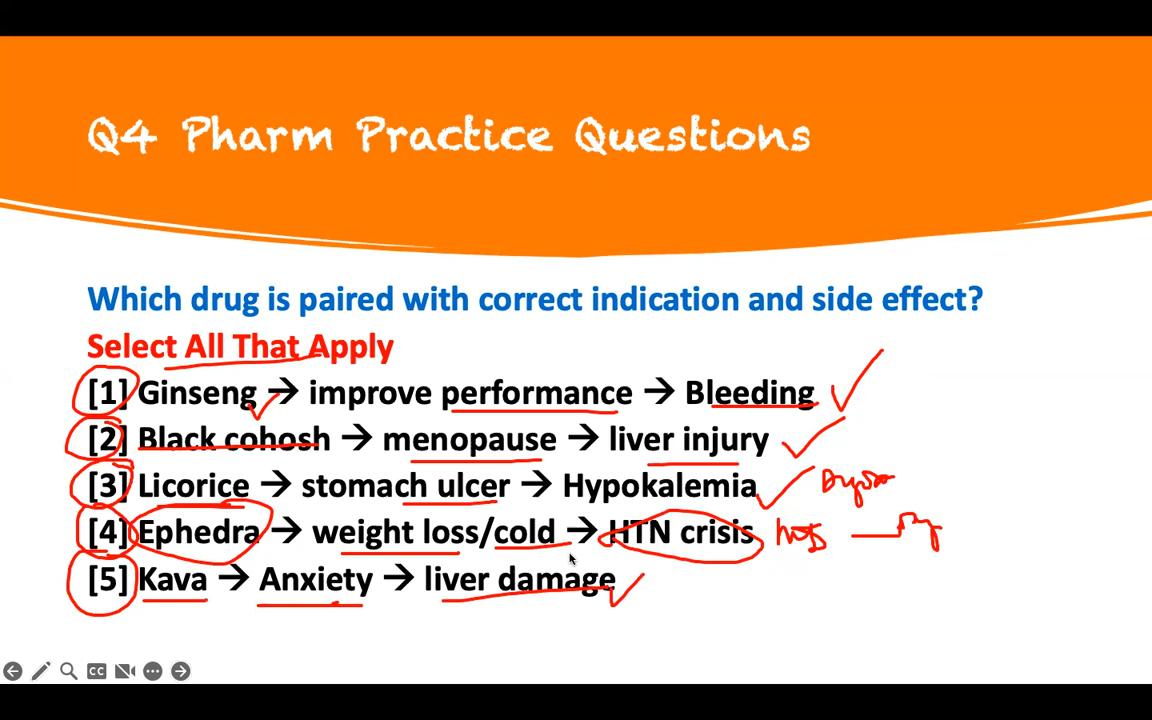 Q4 Pharm Practice Questions
Which drug is paired with correct indication and side effect?
Select All That Apply
[1] Ginseng → improve performance → Bleeding
[2] Black cohosh → menopause → liver injury
[3] Licorice → stomach ulcer → Hypokalemia
[4] Ephedra → weight loss/cold → HTN crisis
[5] Kava → Anxiety → liver damage
CC